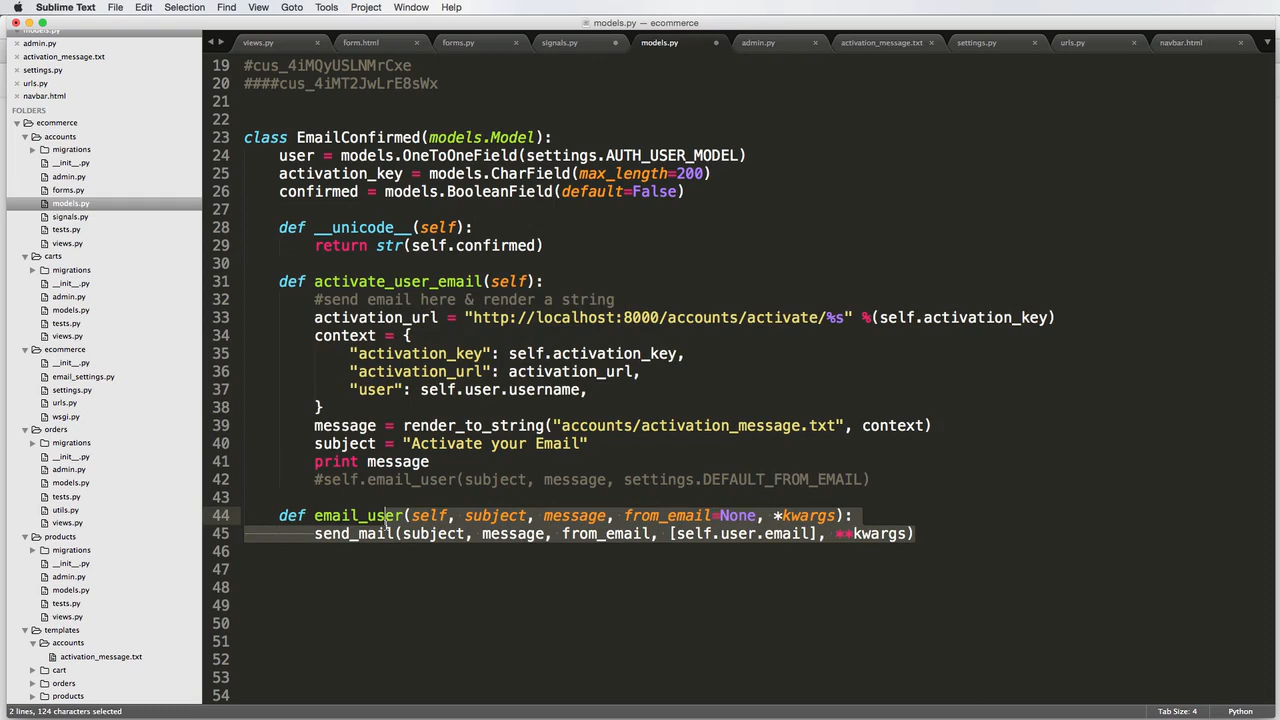 Sublime Text File Edit Selection Find View Goto Tools Project Window Help
models.py — ecommerce
models.py
admin.py
activation_message.txt
settings.py
urls.py
navbar.html
FOLDERS
ecommerce
accounts
migrations
__init__.py
admin.py
forms.py
models.py
signals.py
tests.py
views.py
carts
migrations
__init__.py
admin.py
models.py
tests.py
views.py
ecommerce
__init__.py
email_settings.py
settings.py
urls.py
wsgi.py
orders
migrations
__init__.py
admin.py
models.py
tests.py
utils.py
views.py
products
migrations
__init__.py
admin.py
models.py
tests.py
views.py
templates
accounts
activation_message.txt
cart
orders
products
views.py form.html forms.py signals.py models.py admin.py activation_message.txt settings.py urls.py navbar.html
19 #cus_4iMQyUSLNMrCxe
20 ####cus_4iMT2JwLrE8sWx
21
22
23 class EmailConfirmed(models.Model):
24 user = models.OneToOneField(settings.AUTH_USER_MODEL)
25 activation_key = models.CharField(max_length=200)
26 confirmed = models.BooleanField(default=False)
27
28 def __unicode__(self):
29 return str(self.confirmed)
30
31 def activate_user_email(self):
32 #send email here & render a string
33 activation_url = "http://localhost:8000/accounts/activate/%s" %(self.activation_key)
34 context = {
35 "activation_key": self.activation_key,
36 "activation_url": activation_url,
37 "user": self.user.username,
38 }
39 message = render_to_string("accounts/activation_message.txt", context)
40 subject = "Activate your Email"
41 print message
42 #self.email_user(subject, message, settings.DEFAULT_FROM_EMAIL)
43
44 def email_user(self, subject, message, from_email=None, *kwargs):
45 send_mail(subject, message, from_email, [self.user.email], **kwargs)
46
47
48
49
50
51
52
53
54
2 lines, 124 characters selected Tab Size: 4 Python